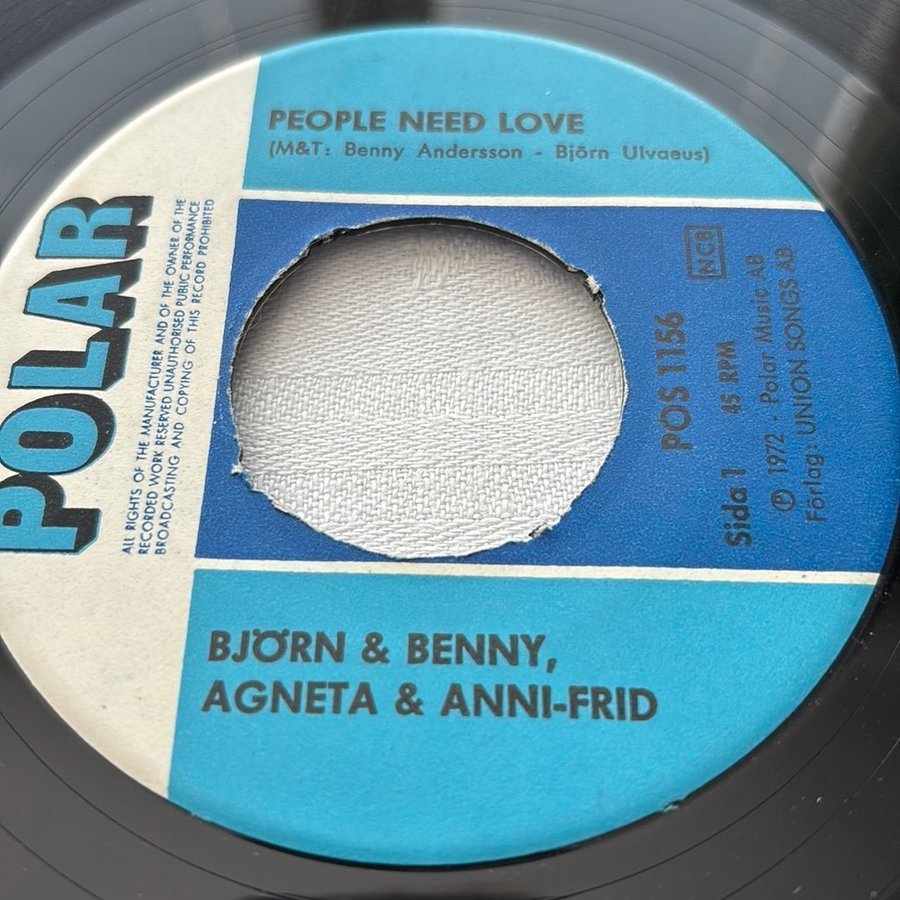 PEOPLE NEED LOVE
(M&T: Benny Andersson - Björn Ulvaeus)
POLAR
ALL RIGHTS OF THE MANUFACTURER AND OF THE OWNER OF THE
RECORDED WORK RESERVED UNAUTHORISED PUBLIC PERFORMANCE
BROADCASTING AND COPYING OF THIS RECORD PROHIBITED
NCB
POS 1156
Sida 1 45 RPM
Ⓟ 1972 · Polar Music AB
Förlag: UNION SONGS AB
BJÖRN & BENNY,
AGNETA & ANNI-FRID